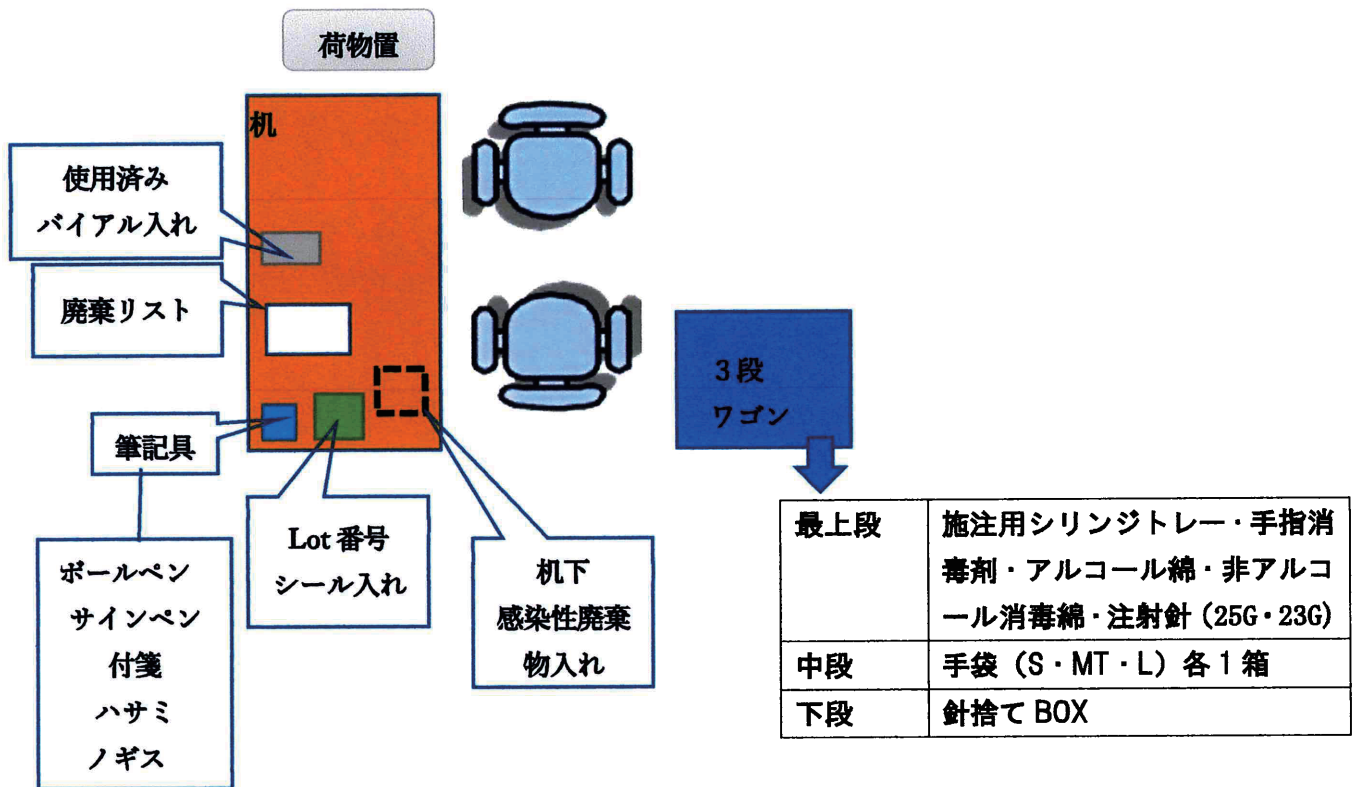 荷物置
机
使用済み
バイアル入れ
廃棄リスト
筆記具
ボールペン
サインペン
付箋
ハサミ
ノギス
Lot 番号
シール入れ
机下
感染性廃棄
物入れ
3段
ワゴン
最上段 施注用シリンジトレー・手指消
毒剤・アルコール綿・非アルコ
ール消毒綿・注射針 (25G・23G)
中段 手袋（S・MT・L）各1箱
下段 針捨て BOX